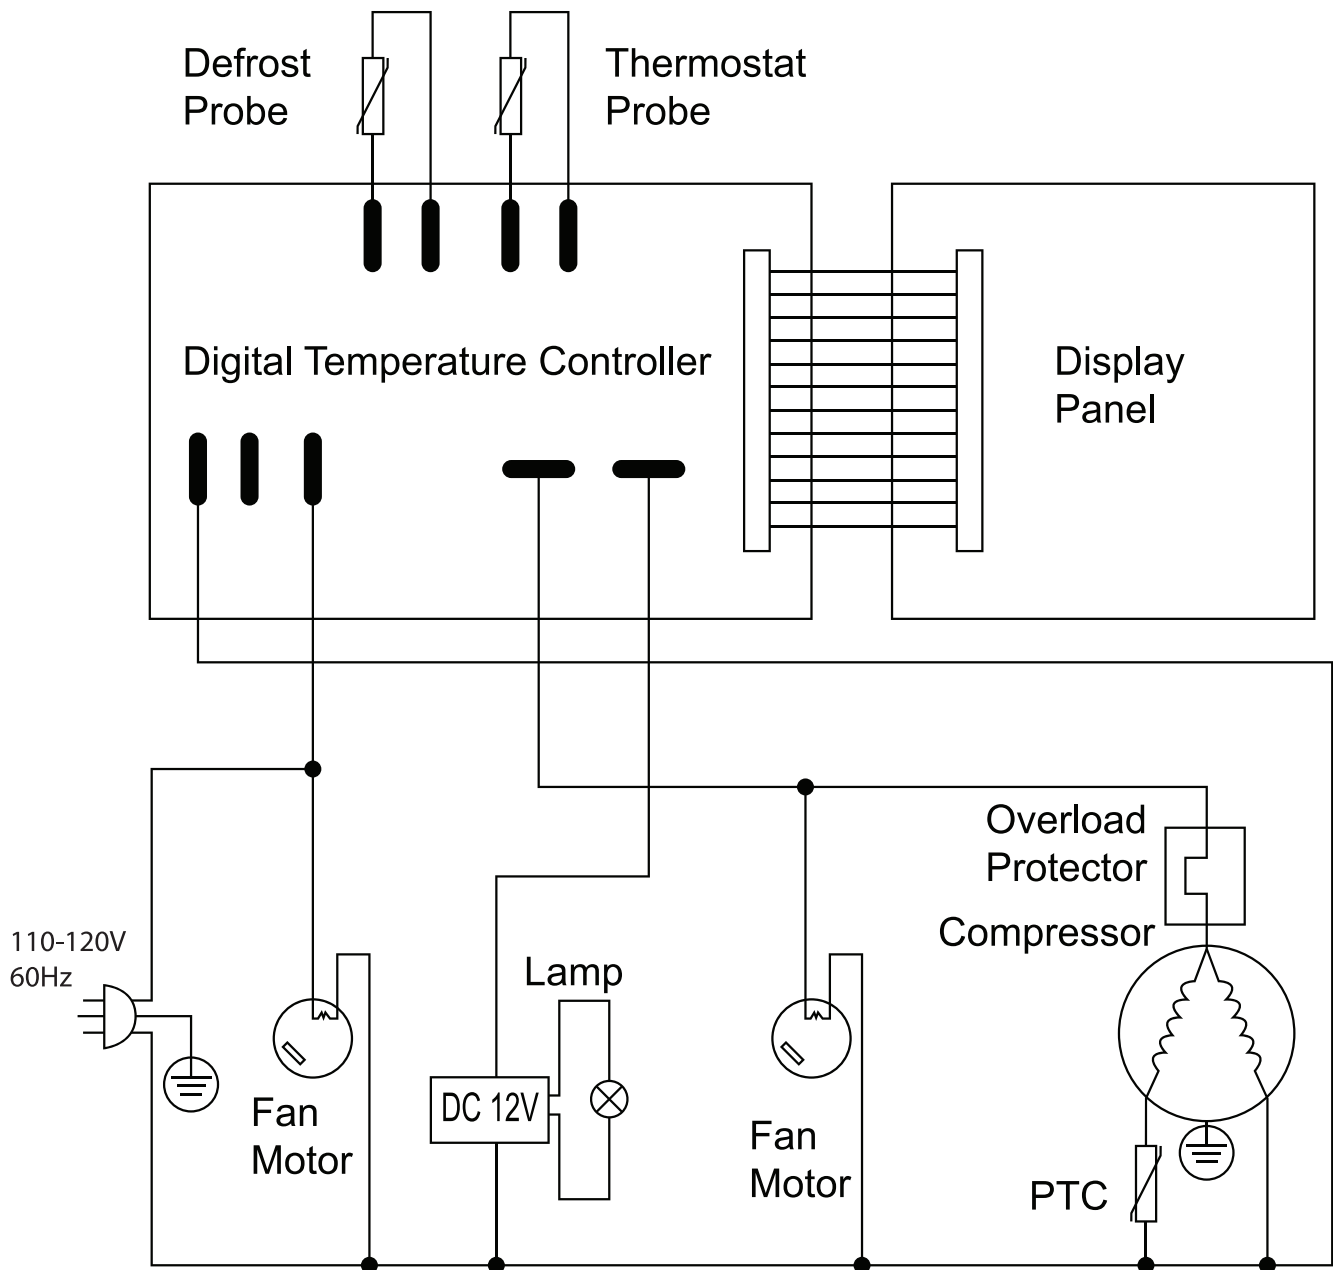 Defrost
Probe
Thermostat
Probe
Digital Temperature Controller
Display
Panel
Overload
Protector
Compressor
110-120V
60Hz
Lamp
DC 12V
Fan
Motor
Fan
Motor
PTC